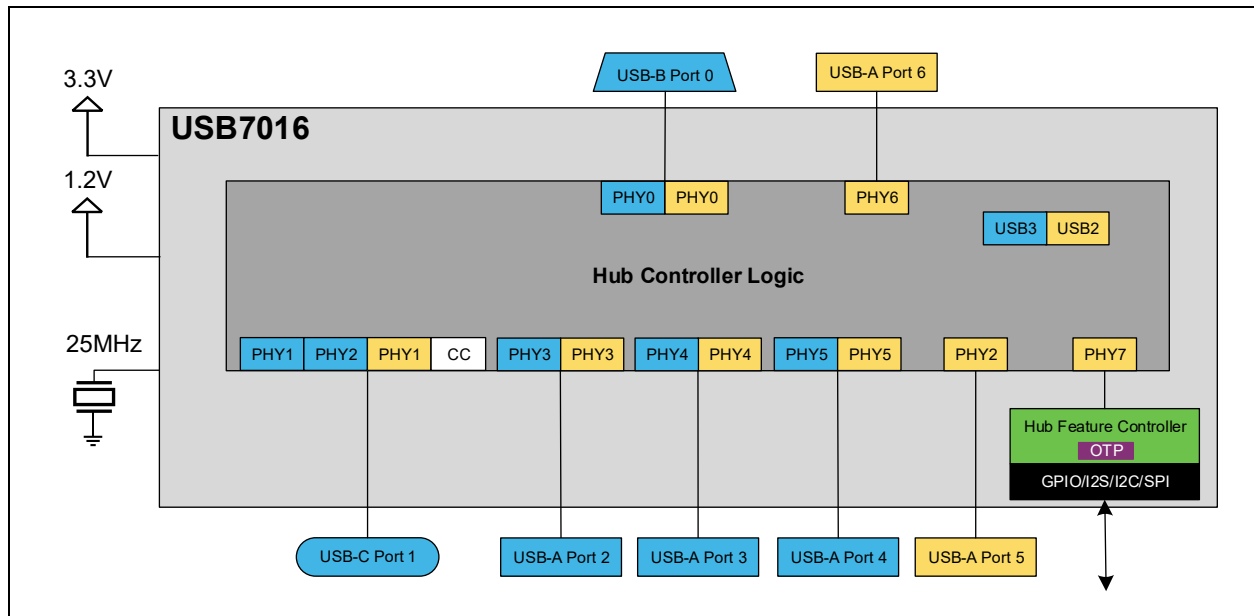 USB-B Port 0
USB-A Port 6
3.3V
USB7016
1.2V
PHY0 PHY0
PHY6
USB3 USB2
Hub Controller Logic
25MHz
PHY1 PHY2 PHY1 CC
PHY3 PHY3
PHY4 PHY4
PHY5 PHY5
PHY2
PHY7
Hub Feature Controller
OTP
GPIO/I2S/I2C/SPI
USB-C Port 1
USB-A Port 2
USB-A Port 3
USB-A Port 4
USB-A Port 5